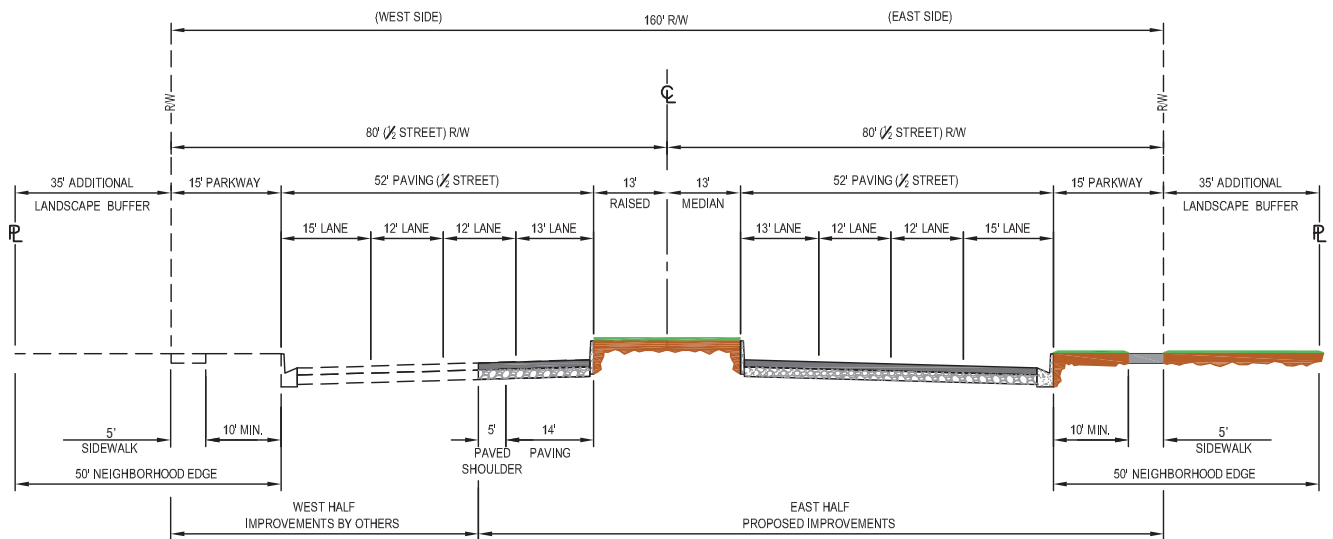 (WEST SIDE)
160' R/W
(EAST SIDE)
R/W
℄
R/W
80' (½ STREET) R/W
80' (½ STREET) R/W
35' ADDITIONAL
LANDSCAPE BUFFER
15' PARKWAY
52' PAVING (½ STREET)
13'
RAISED
13'
MEDIAN
52' PAVING (½ STREET)
15' PARKWAY
35' ADDITIONAL
LANDSCAPE BUFFER
PL
PL
15' LANE
12' LANE
12' LANE
13' LANE
13' LANE
12' LANE
12' LANE
15' LANE
5'
SIDEWALK
10' MIN.
5'
PAVED
SHOULDER
14'
PAVING
10' MIN.
5'
SIDEWALK
50' NEIGHBORHOOD EDGE
50' NEIGHBORHOOD EDGE
WEST HALF
IMPROVEMENTS BY OTHERS
EAST HALF
PROPOSED IMPROVEMENTS